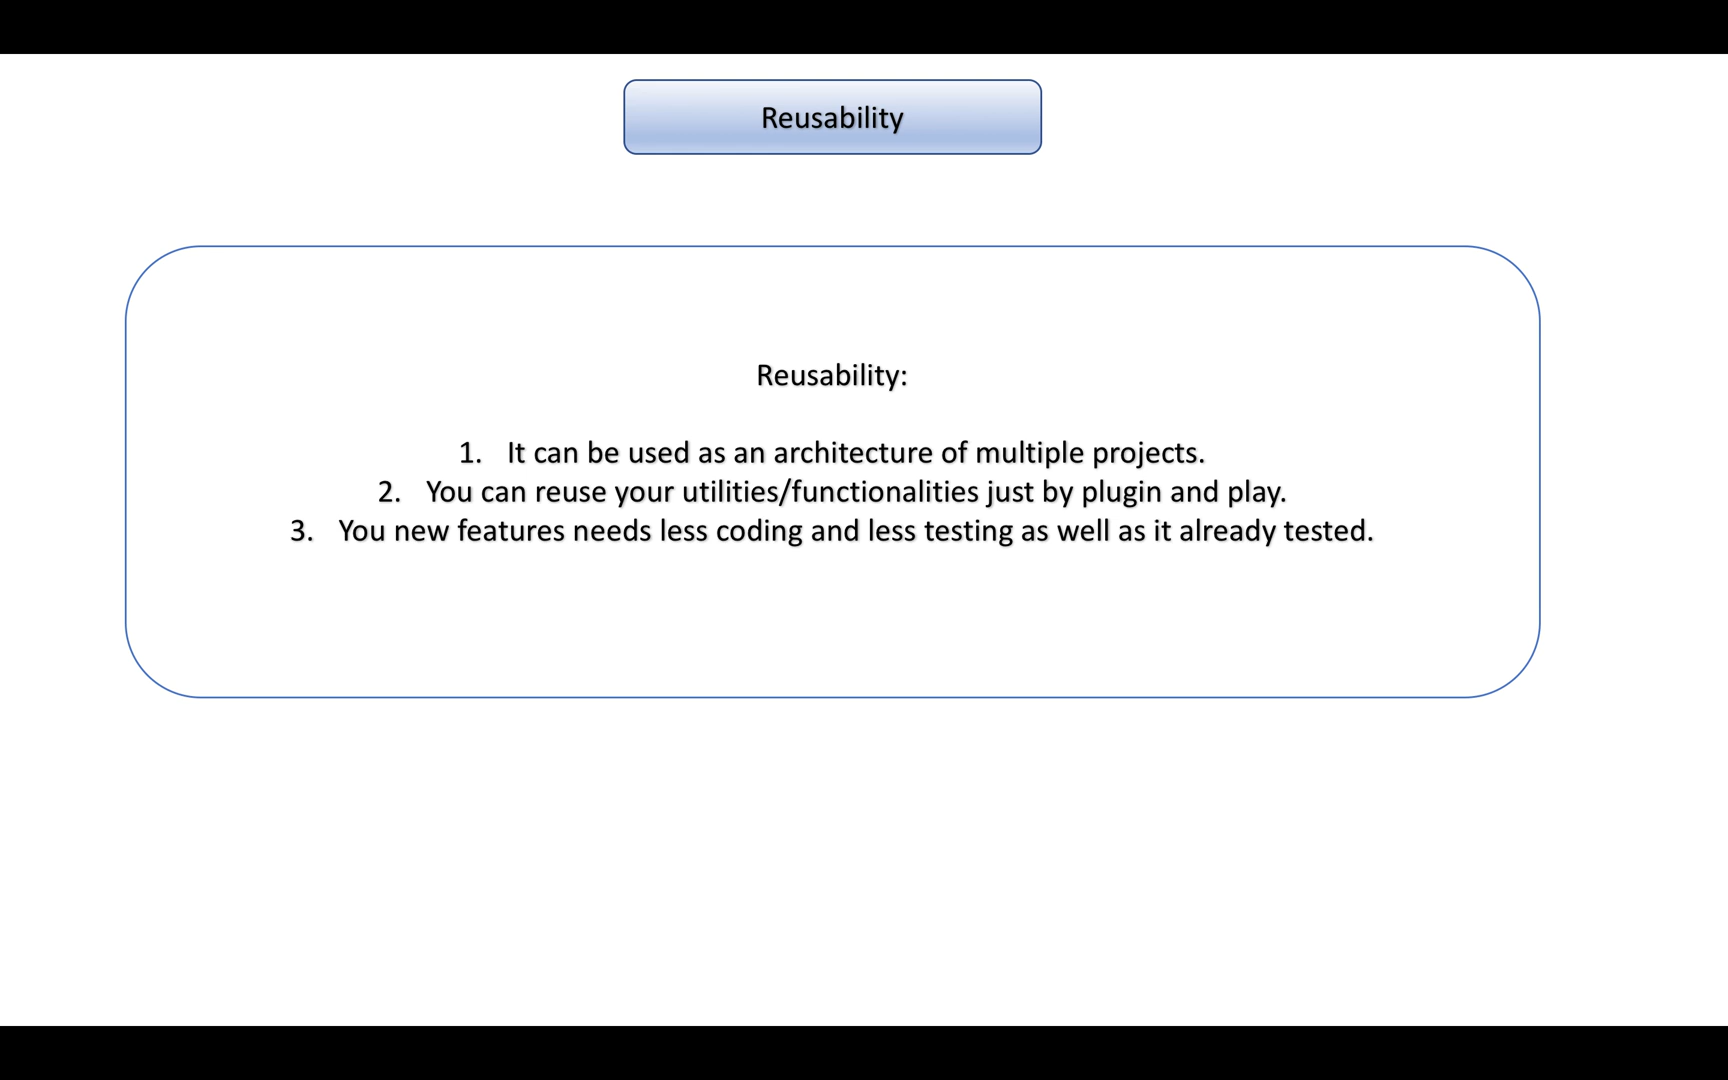 Reusability
Reusability:
1. It can be used as an architecture of multiple projects.
2. You can reuse your utilities/functionalities just by plugin and play.
3. You new features needs less coding and less testing as well as it already tested.